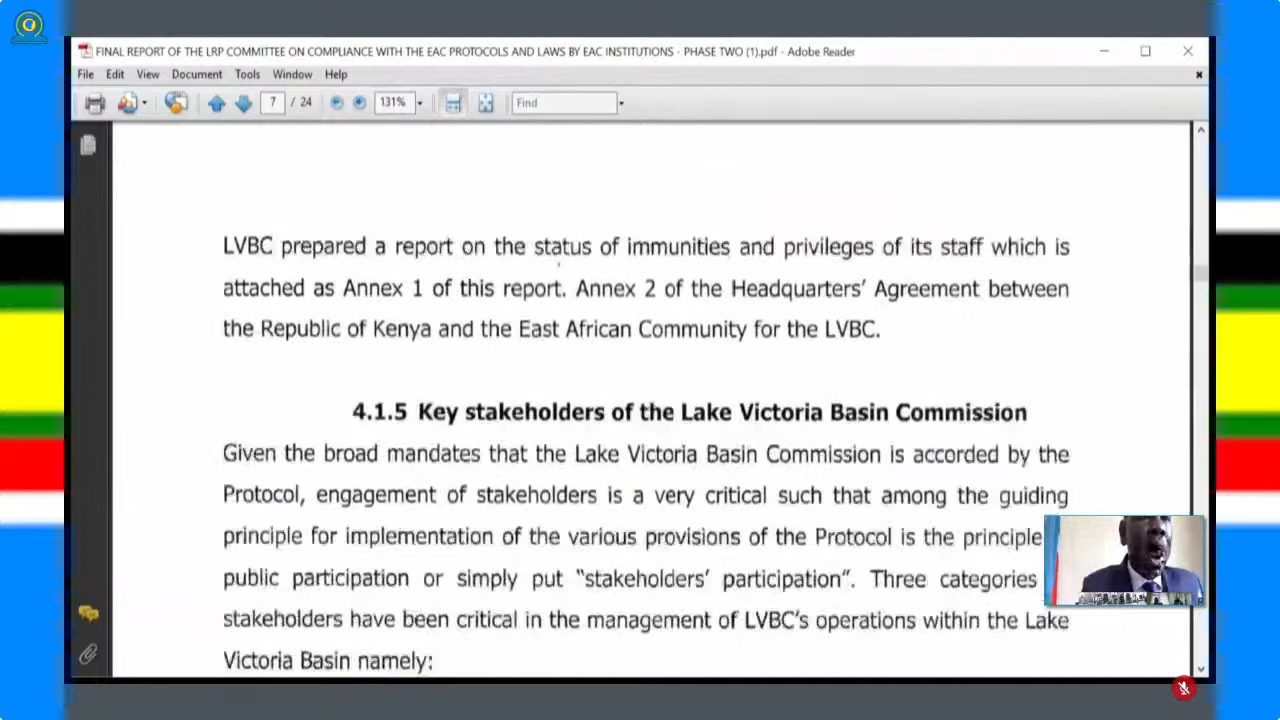 FINAL REPORT OF THE LRP COMMITTEE ON COMPLIANCE WITH THE EAC PROTOCOLS AND LAWS BY EAC INSTITUTIONS - PHASE TWO (1).pdf - Adobe Reader
File Edit View Document Tools Window Help
7 / 24 131% Find
LVBC prepared a report on the status of immunities and privileges of its staff which is
attached as Annex 1 of this report. Annex 2 of the Headquarters’ Agreement between
the Republic of Kenya and the East African Community for the LVBC.
4.1.5 Key stakeholders of the Lake Victoria Basin Commission
Given the broad mandates that the Lake Victoria Basin Commission is accorded by the
Protocol, engagement of stakeholders is a very critical such that among the guiding
principle for implementation of the various provisions of the Protocol is the principle
public participation or simply put “stakeholders’ participation”. Three categories
stakeholders have been critical in the management of LVBC’s operations within the Lake
Victoria Basin namely: